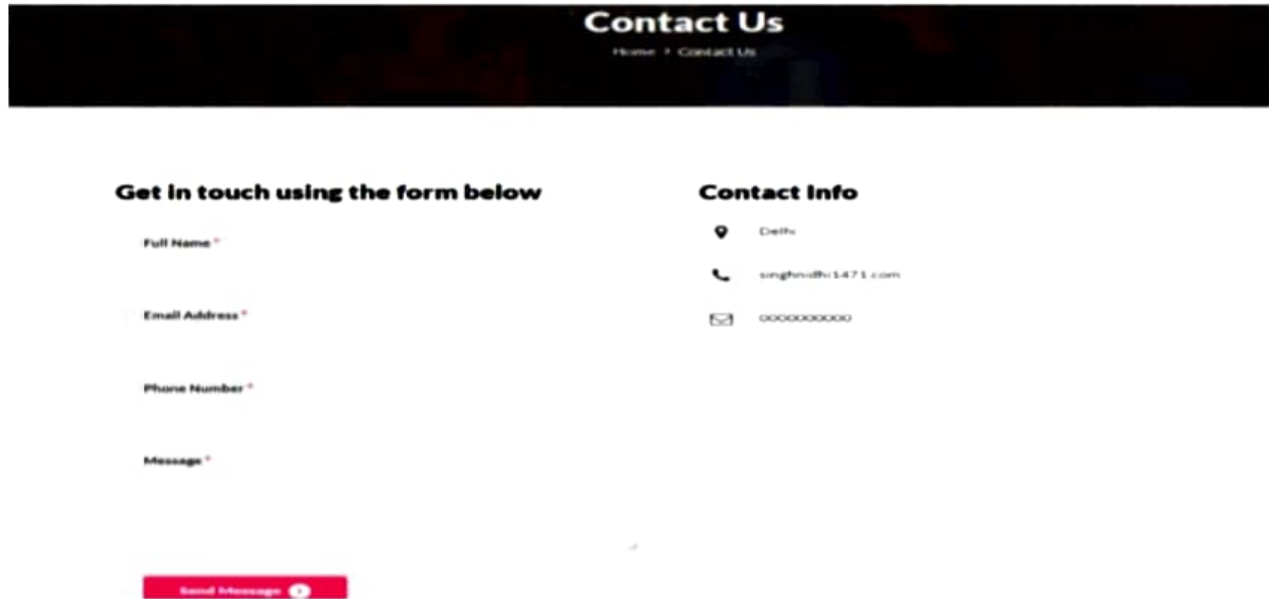 Contact Us
Home > Contact Us
Get in touch using the form below
Full Name *
Email Address *
Phone Number *
Message *
Send Message
Contact Info
Delhi
singhnidhi1471.com
0000000000